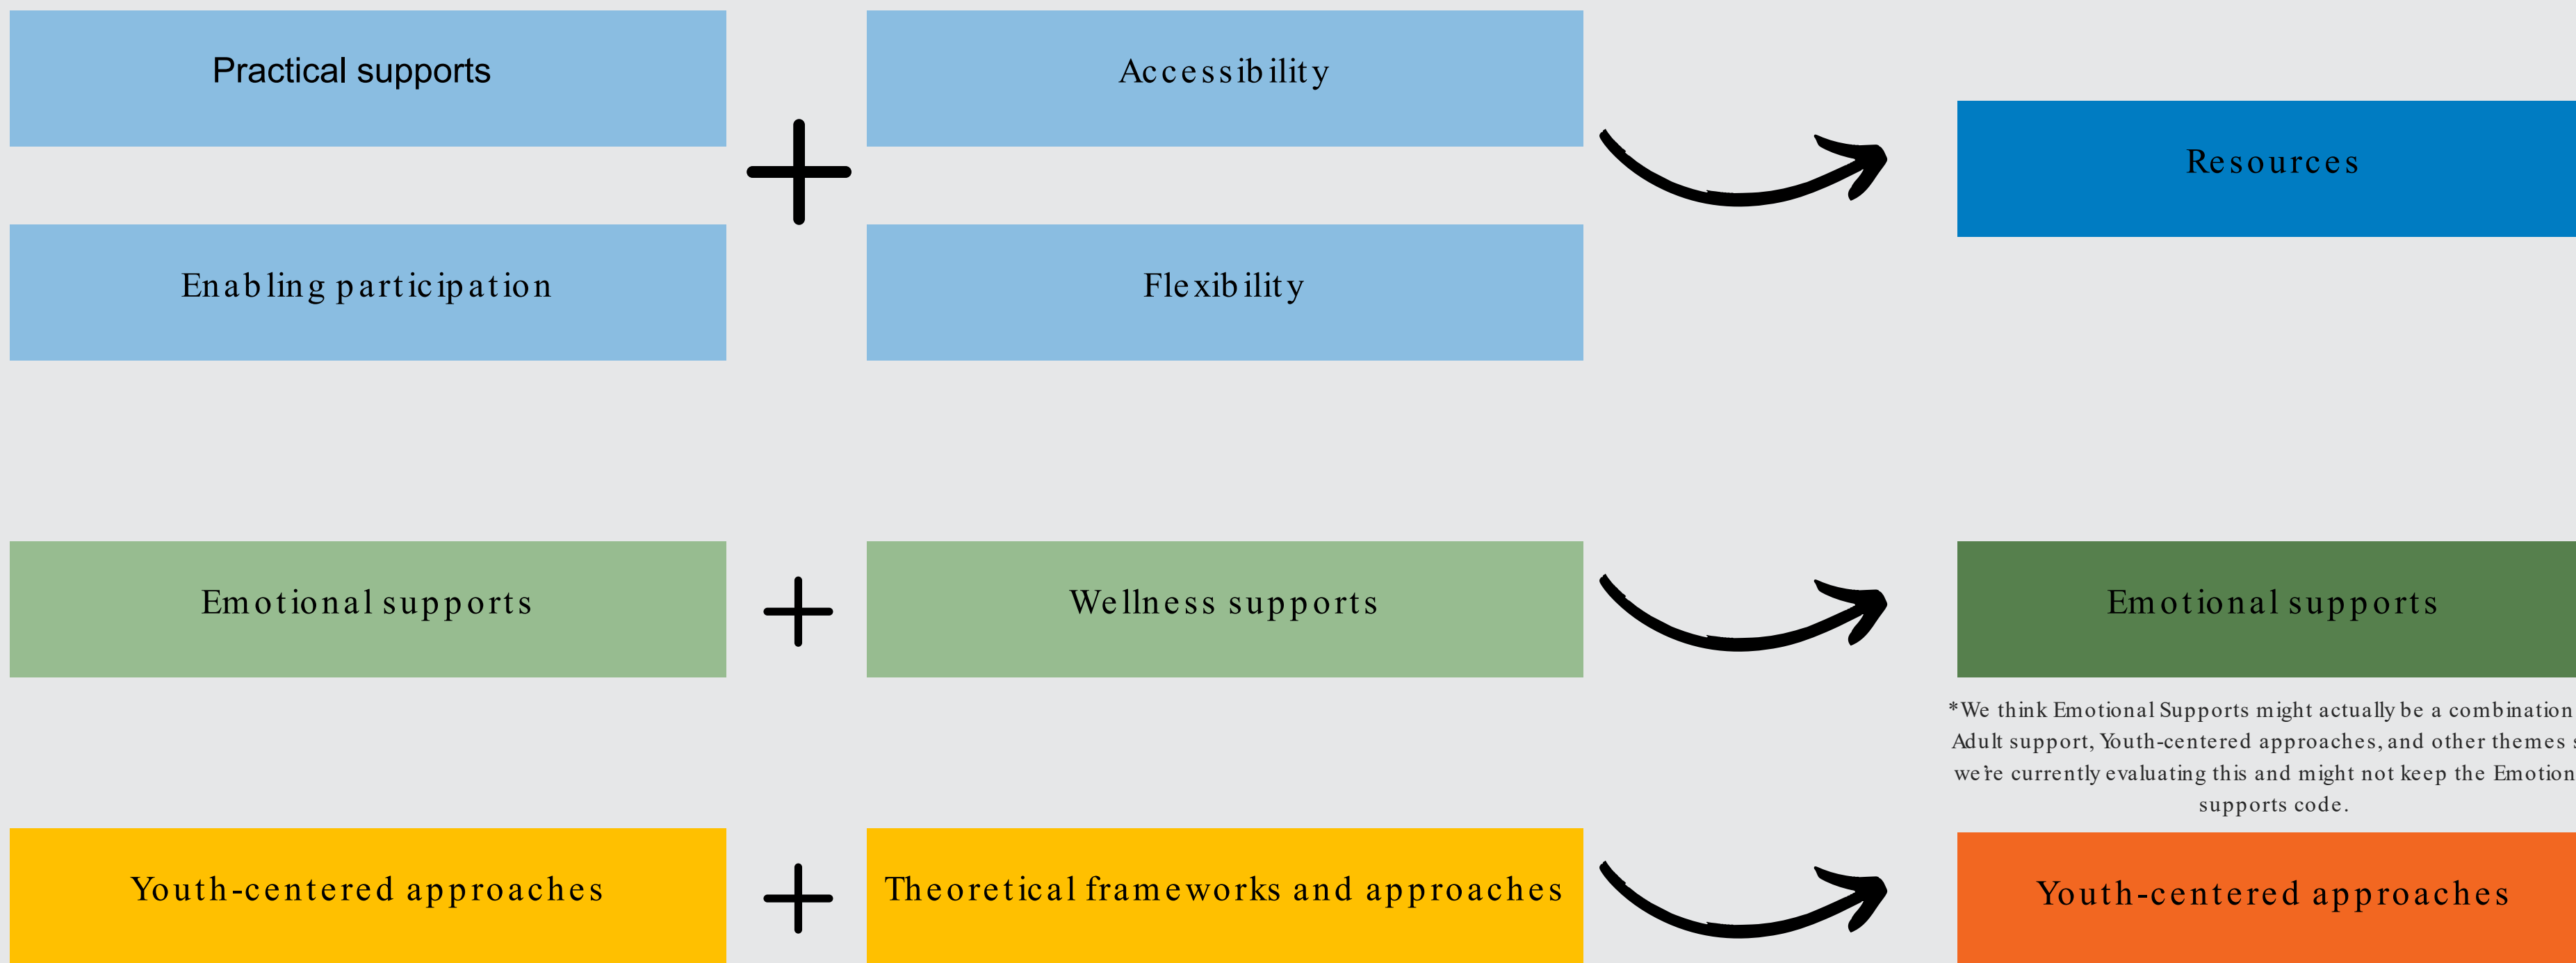 Practical supports
Accessibility
Resources
Enabling participation
Flexibility
Emotional supports
Wellness supports
Emotional supports
*We think Emotional Supports might actually be a combination
Adult support, Youth-centered approaches, and other themes s
we're currently evaluating this and might not keep the Emotion
supports code.
Youth-centered approaches
Theoretical frameworks and approaches
Youth-centered approaches